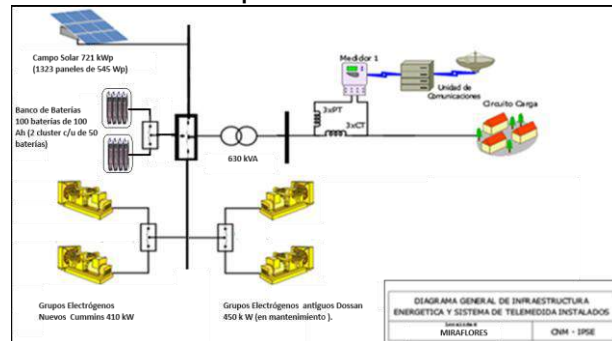 Campo Solar 721 kWp
(1323 paneles de 545 Wp)
Banco de Baterías
100 baterías de 100
Ah (2 cluster c/u de 50
baterías)
630 kVA
3xPT
3xCT
Medidor 1
Unidad de
Comunicaciones
Circuito Carga
Grupos Electrógenos
Nuevos Cummins 410 kW
Grupos Electrógenos antiguos Dossan
450 k W (en mantenimiento ).
DIAGRAMA GENERAL DE INFRAESTRUCTURA
ENERGETICA Y SISTEMA DE TELEMEDIDA INSTALADOS
MIRAFLORES
CNM - IPSE